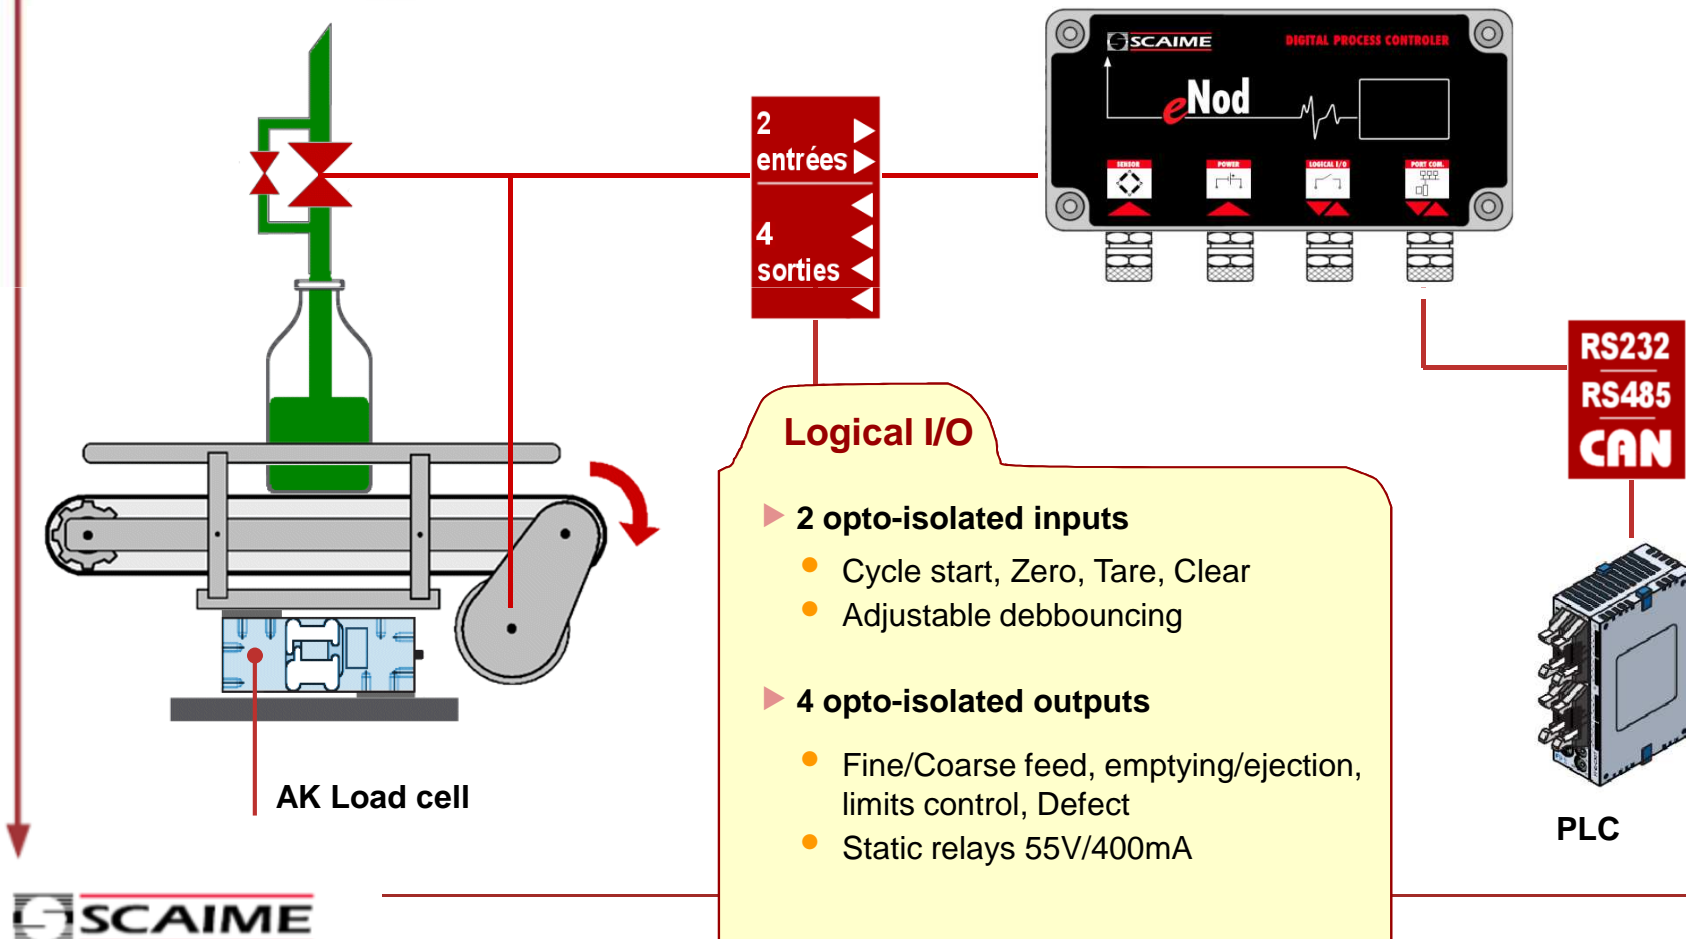 SCAIME
DIGITAL PROCESS CONTROLER
eNod
SENSOR
POWER
LOGICAL I/O
PORT COM.
2
entrées
4
sorties
RS232
RS485
CAN
Logical I/O
2 opto-isolated inputs
Cycle start, Zero, Tare, Clear
Adjustable debbouncing
4 opto-isolated outputs
Fine/Coarse feed, emptying/ejection,
limits control, Defect
Static relays 55V/400mA
AK Load cell
PLC
SCAIME